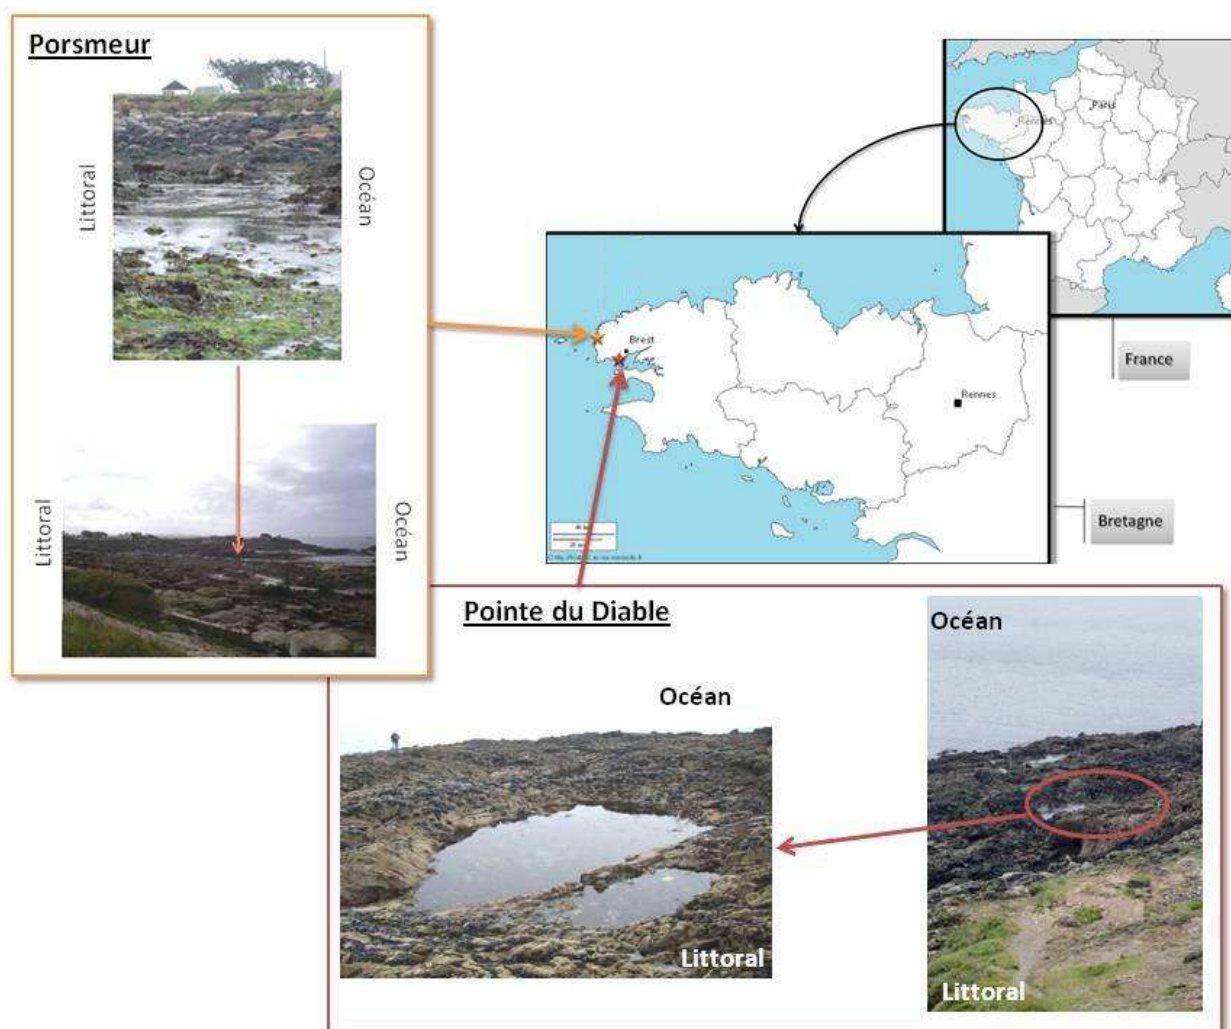 Porsmeur
Littoral
Océan
Littoral
Océan
Paris
Rennes
Brest
Rennes
France
Bretagne
Pointe du Diable
Océan
Littoral
Océan
Littoral